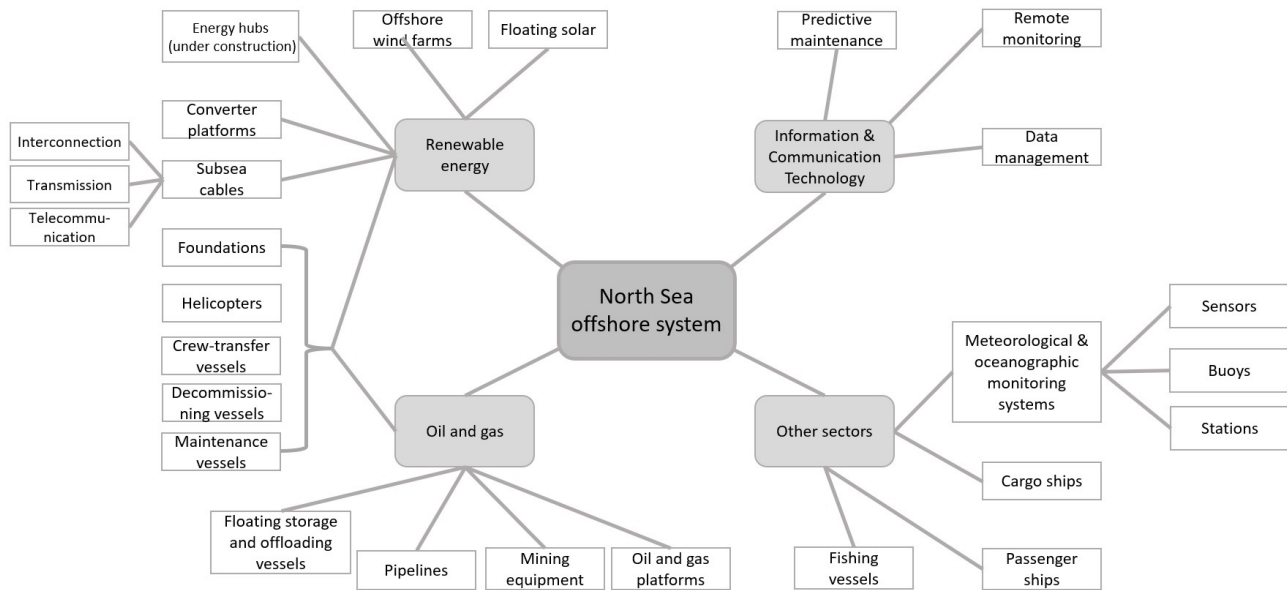 Energy hubs
(under construction)
Offshore
wind farms
Floating solar
Predictive
maintenance
Remote
monitoring
Converter
platforms
Renewable
energy
Information &
Communication
Technology
Data
management
Interconnection
Transmission
Telecommu-
nication
Subsea
cables
Foundations
Helicopters
Crew-transfer
vessels
Decommissio-
ning vessels
Maintenance
vessels
North Sea
offshore system
Meteorological &
oceanographic
monitoring
systems
Sensors
Buoys
Stations
Oil and gas
Other sectors
Cargo ships
Floating storage
and offloading
vessels
Pipelines
Mining
equipment
Oil and gas
platforms
Fishing
vessels
Passenger
ships